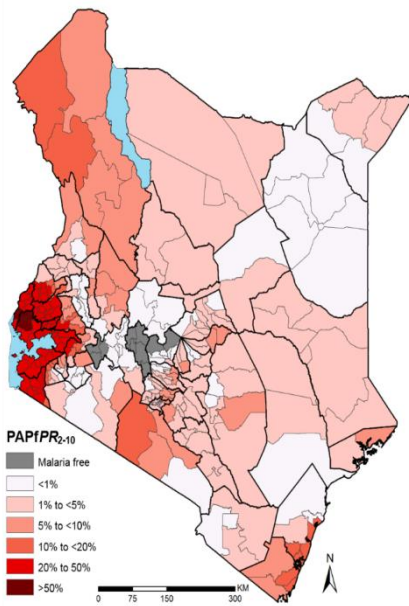 PAPfPR2-10
Malaria free
<1%
1% to <5%
5% to <10%
10% to <20%
20% to 50%
>50%
KM
0 75 150 300
N